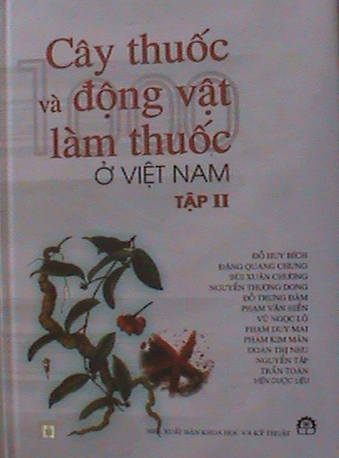 1000
Cây thuốc
và động vật
làm thuốc
Ở VIỆT NAM
TẬP II
ĐỖ HUY BÍCH
ĐẶNG QUANG CHUNG
BÙI XUÂN CHƯƠNG
NGUYỄN THƯỢNG DONG
ĐỖ TRUNG ĐÀM
PHẠM VĂN HIỂN
VŨ NGỌC LỘ
PHẠM DUY MAI
PHẠM KIM MÃN
ĐOÀN THỊ NHU
NGUYỄN TẬP
TRẦN TOÀN
VIỆN DƯỢC LIỆU
NHÀ XUẤT BẢN KHOA HỌC VÀ KỸ THUẬT